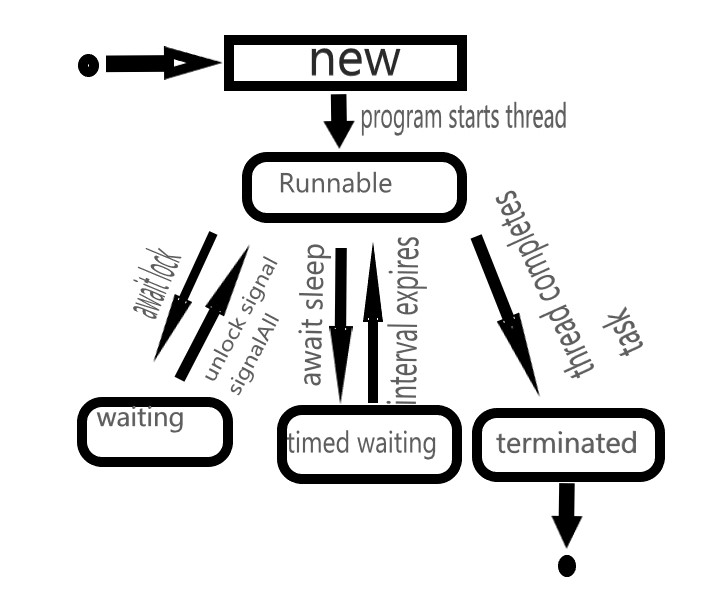 new
program starts thread
Runnable
await lock
unlock signal
signalAll
await sleep
interval expires
thread completes
task
waiting
timed waiting
terminated